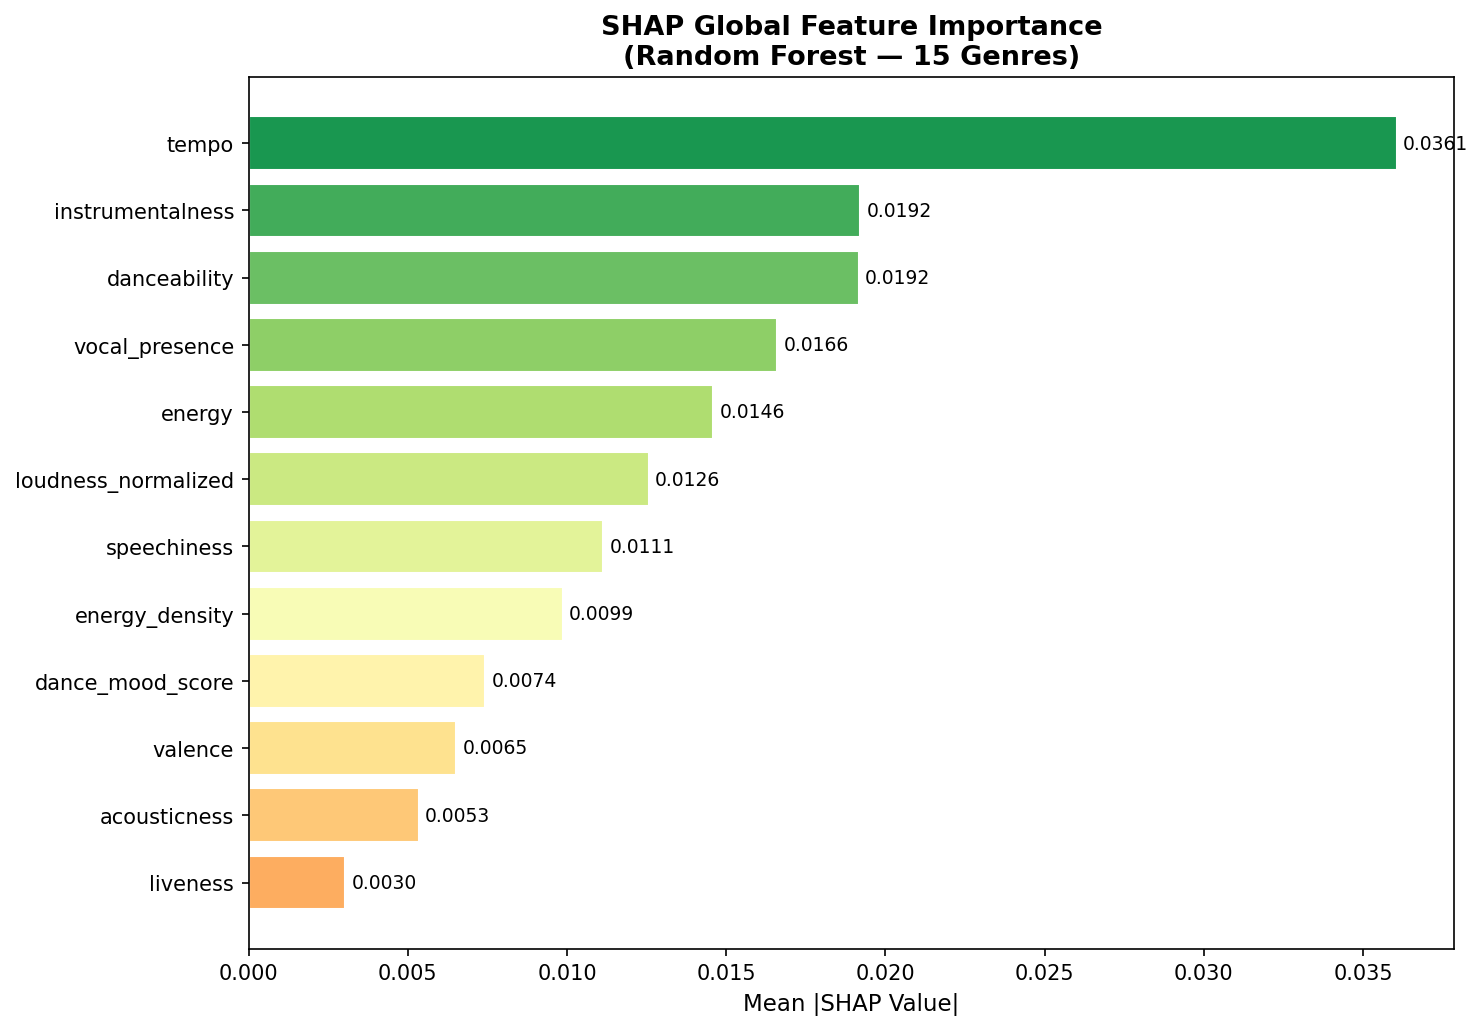 SHAP Global Feature Importance
(Random Forest — 15 Genres)
tempo 0.0361
instrumentalness 0.0192
danceability 0.0192
vocal_presence 0.0166
energy 0.0146
loudness_normalized 0.0126
speechiness 0.0111
energy_density 0.0099
dance_mood_score 0.0074
valence 0.0065
acousticness 0.0053
liveness 0.0030
0.000 0.005 0.010 0.015 0.020 0.025 0.030 0.035
Mean |SHAP Value|